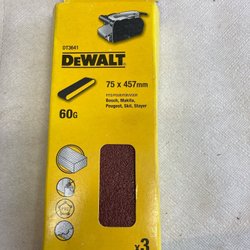 DT3641
DEWALT
75 x 457mm
Bosch, Makita,
Peugeot, Skil, Stayer
60G
x3